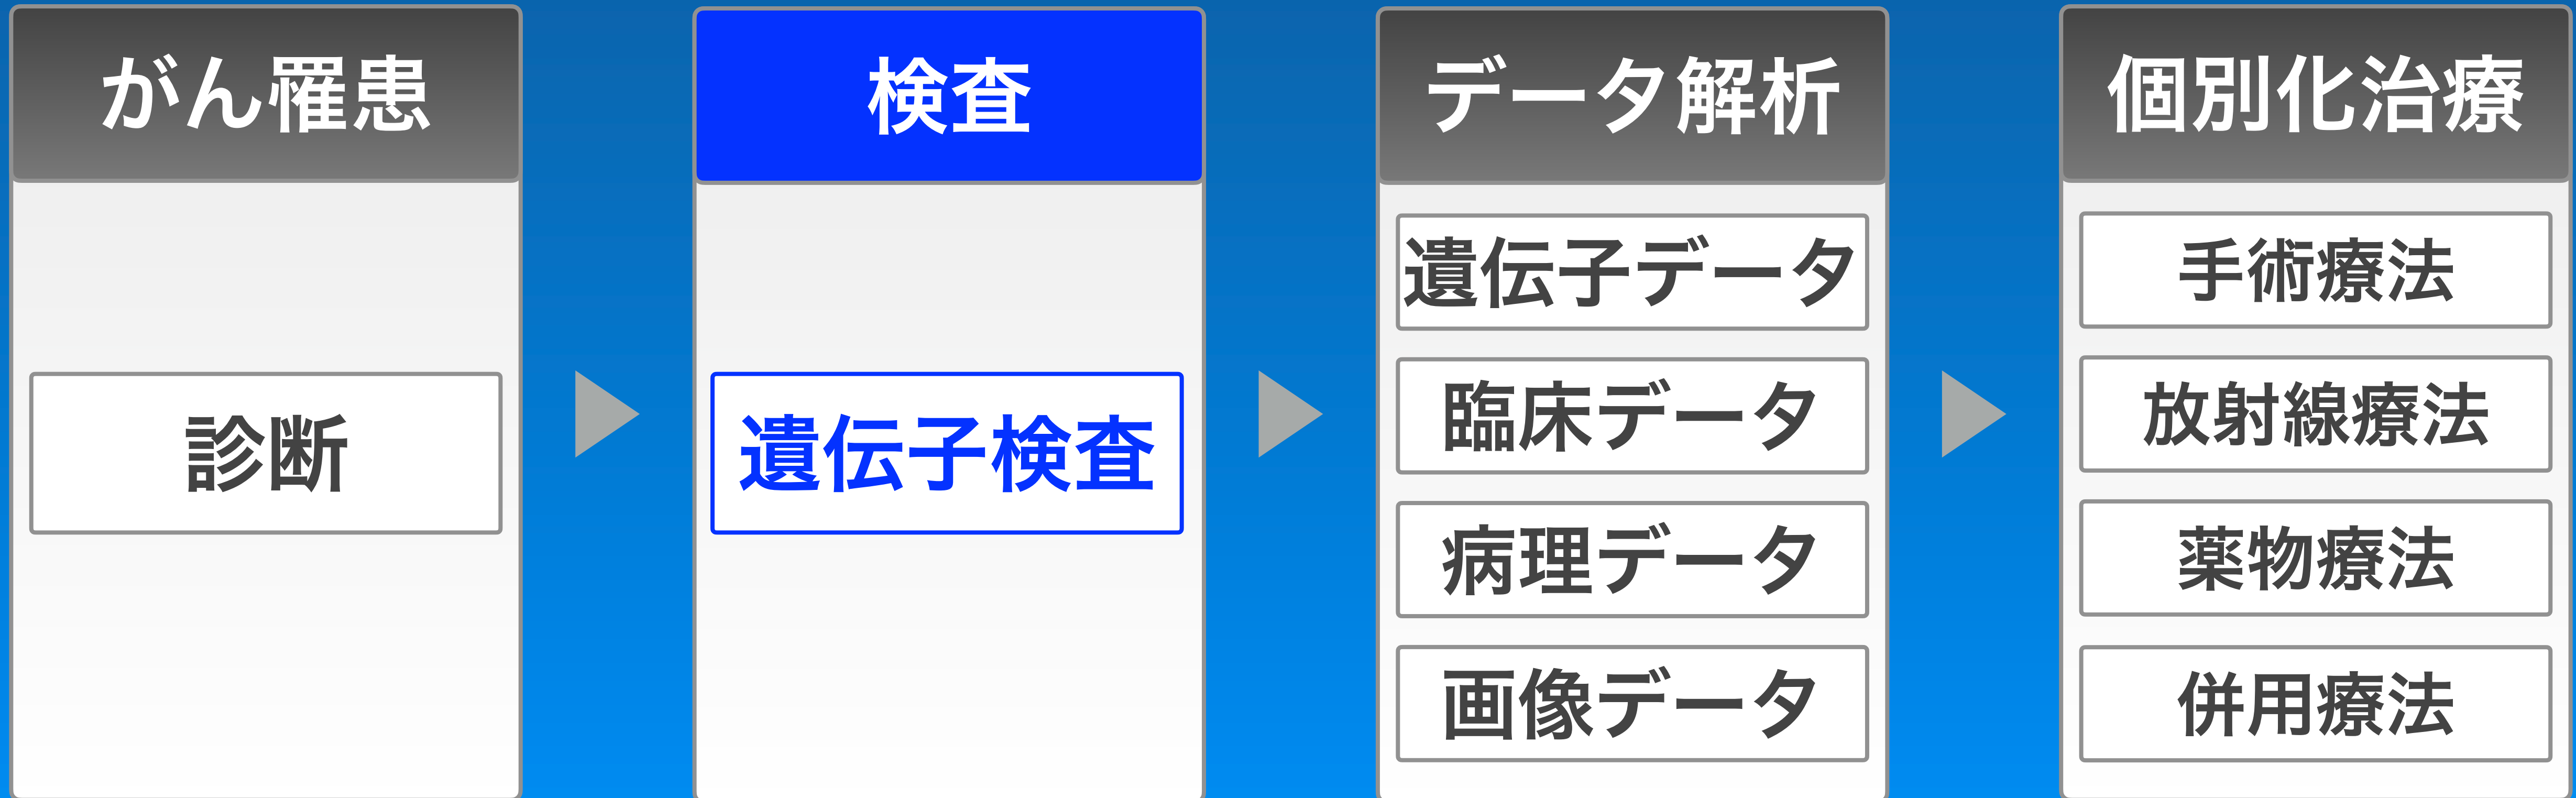 がん罹患
診断
検査
遺伝子検査
データ解析
遺伝子データ
臨床データ
病理データ
画像データ
個別化治療
手術療法
放射線療法
薬物療法
併用療法